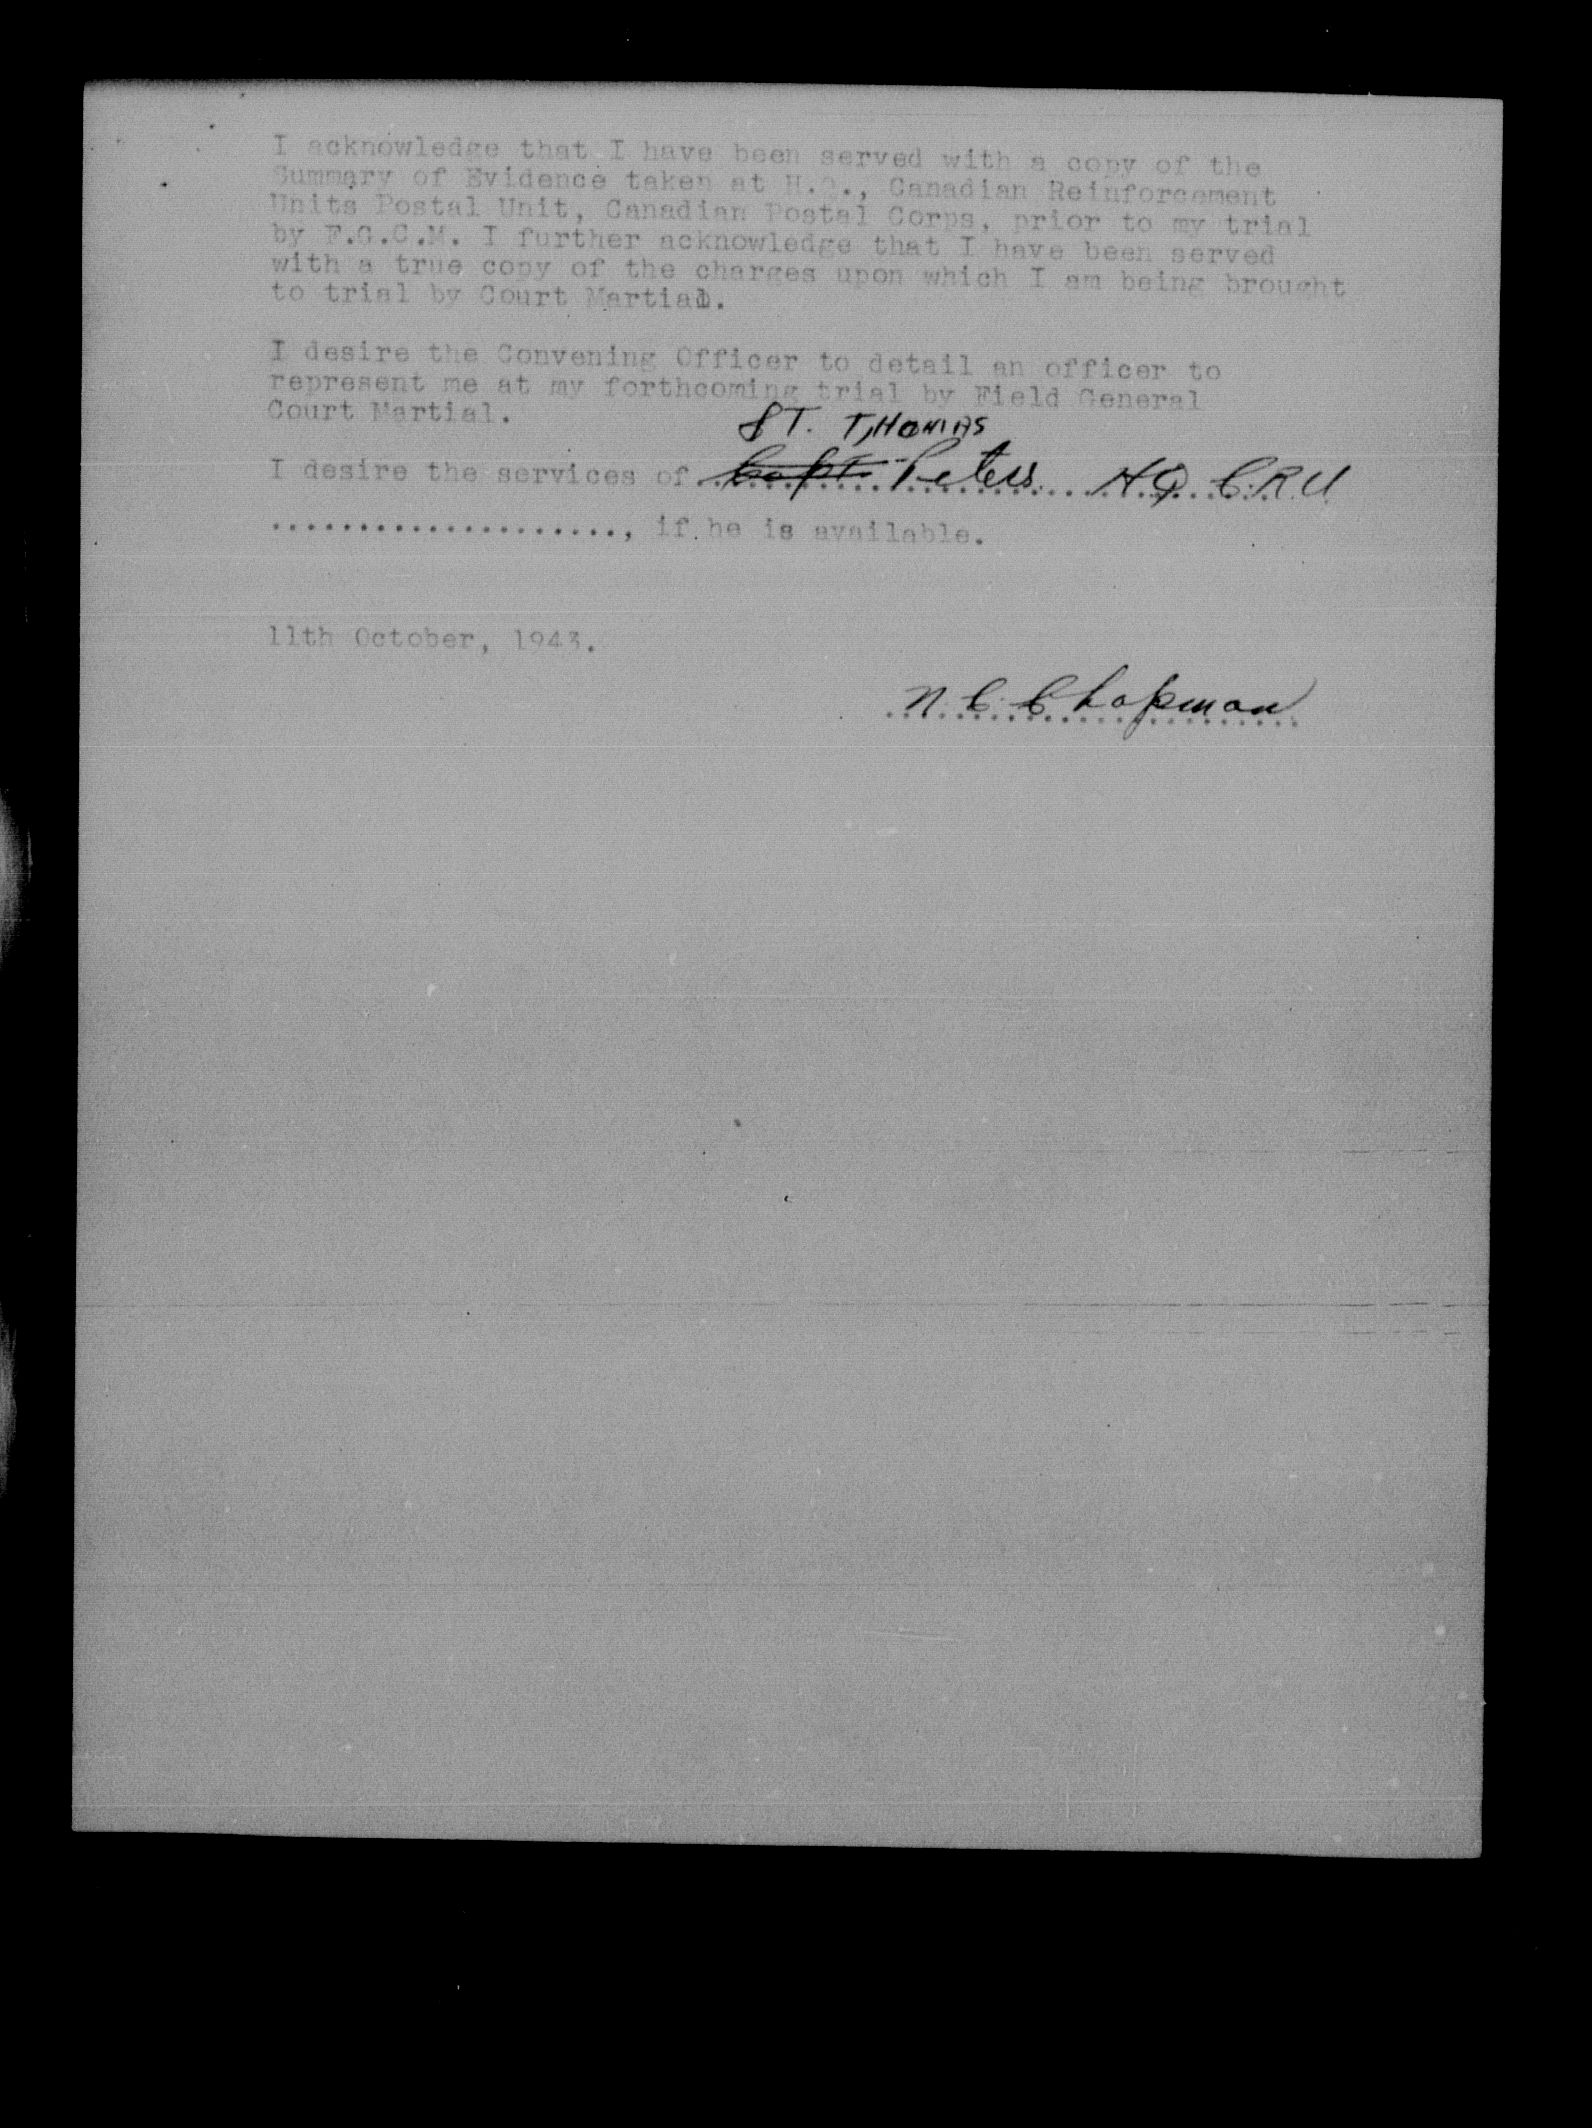 I acknowledge that I have been served with a copy of the
Summary of Evidence taken at H.Q., Canadian Reinforcement
Units Postal Unit, Canadian Postal Corps, prior to my trial
by F.G.C.M. I further acknowledge that I have been served
with a true copy of the charges upon which I am being brought
to trial by Court Martial.
I desire the Convening Officer to detail an officer to
represent me at my forthcoming trial by Field General
Court Martial.
ST. THOMAS
I desire the services of Capt. Peters HQ C.R.U
...................., if he is available.
11th October, 1943.
N C Chapman